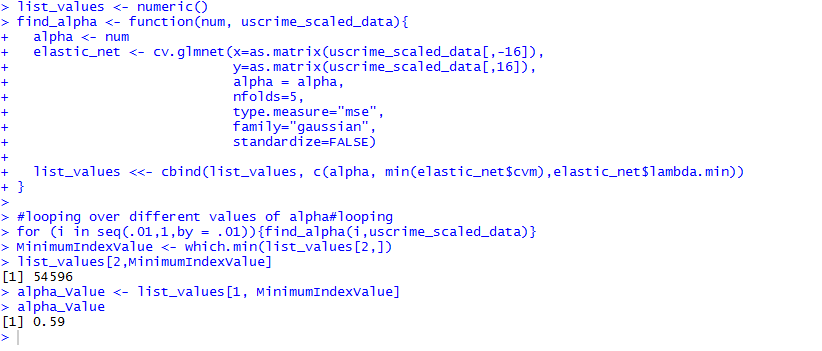 > list_values <- numeric()
> find_alpha <- function(num, uscrime_scaled_data){
+   alpha <- num
+   elastic_net <- cv.glmnet(x=as.matrix(uscrime_scaled_data[,-16]),
+                            y=as.matrix(uscrime_scaled_data[,16]),
+                            alpha = alpha,
+                            nfolds=5,
+                            type.measure="mse",
+                            family="gaussian",
+                            standardize=FALSE)
+
+   list_values <<- cbind(list_values, c(alpha, min(elastic_net$cvm),elastic_net$lambda.min))
+ }
>
> #looping over different values of alpha#looping
> for (i in seq(.01,1,by = .01)){find_alpha(i,uscrime_scaled_data)}
> MinimumIndexValue <- which.min(list_values[2,])
> list_values[2,MinimumIndexValue]
[1] 54596
> alpha_Value <- list_values[1, MinimumIndexValue]
> alpha_Value
[1] 0.59
>